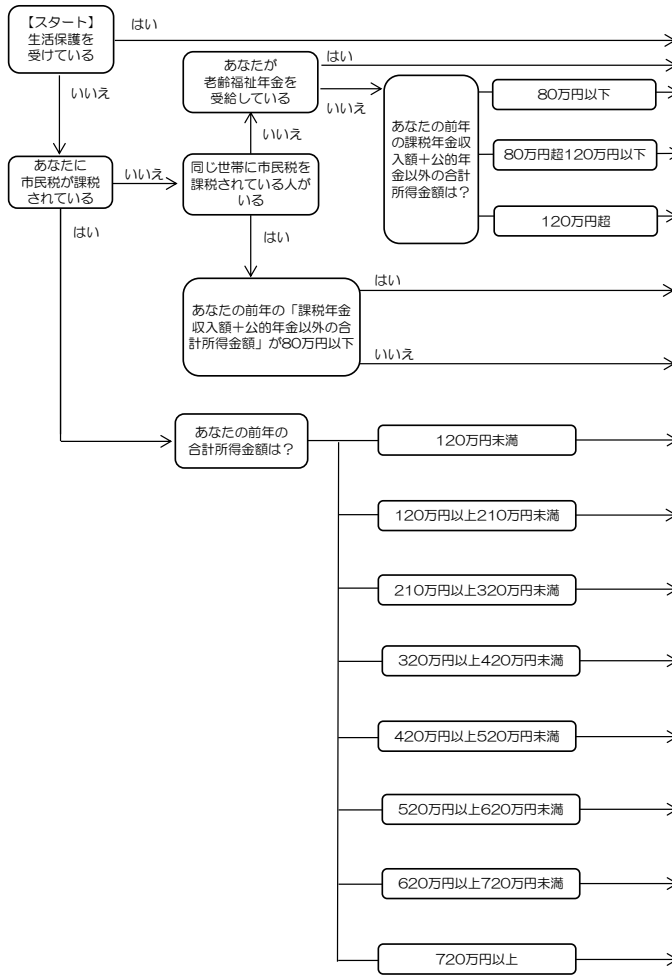 【スタート】
生活保護を
受けている
はい
いいえ
あなたが
老齢福祉年金を
受給している
はい
いいえ
あなたの前年
の課税年金収
入額＋公的年
金以外の合計
所得金額は？
80万円以下
80万円超120万円以下
120万円超
あなたに
市民税が課税
されている
いいえ
はい
同じ世帯に市民税を
課税されている人が
いる
いいえ
はい
あなたの前年の「課税年金
収入額＋公的年金以外の合
計所得金額」が80万円以下
はい
いいえ
あなたの前年の
合計所得金額は？
120万円未満
120万円以上210万円未満
210万円以上320万円未満
320万円以上420万円未満
420万円以上520万円未満
520万円以上620万円未満
620万円以上720万円未満
720万円以上